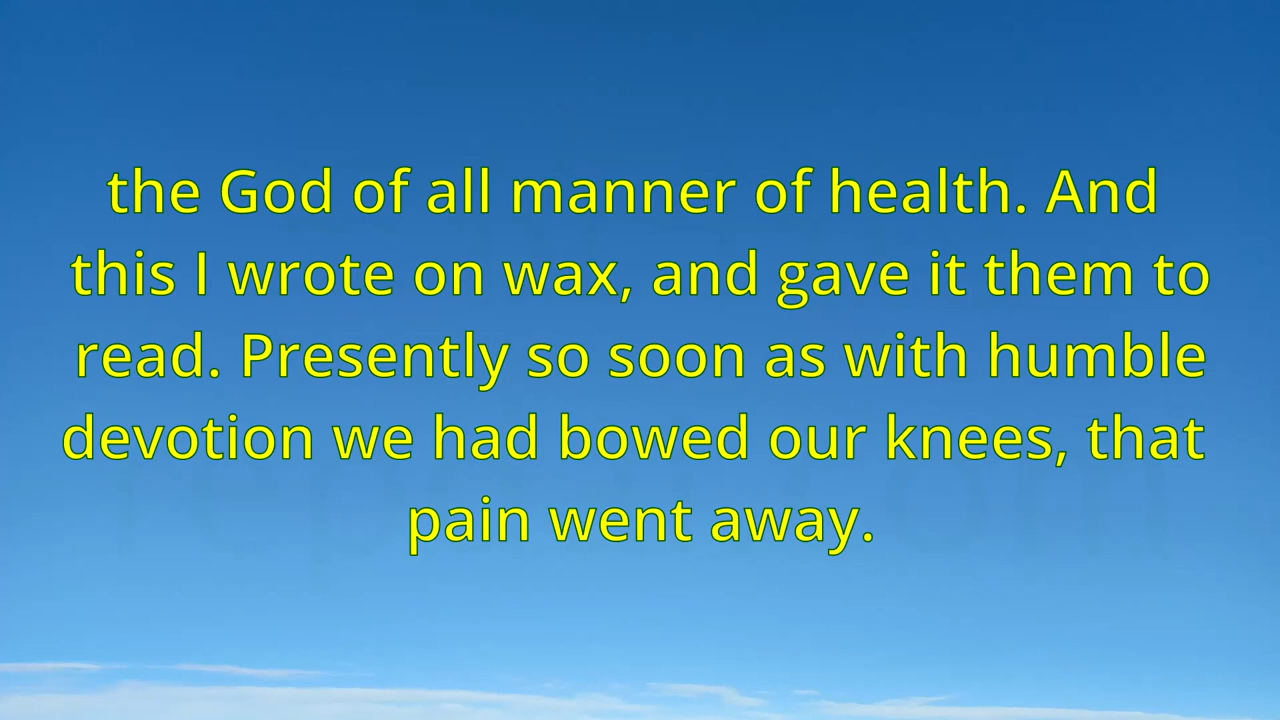 the God of all manner of health. And
this I wrote on wax, and gave it them to
read. Presently so soon as with humble
devotion we had bowed our knees, that
pain went away.